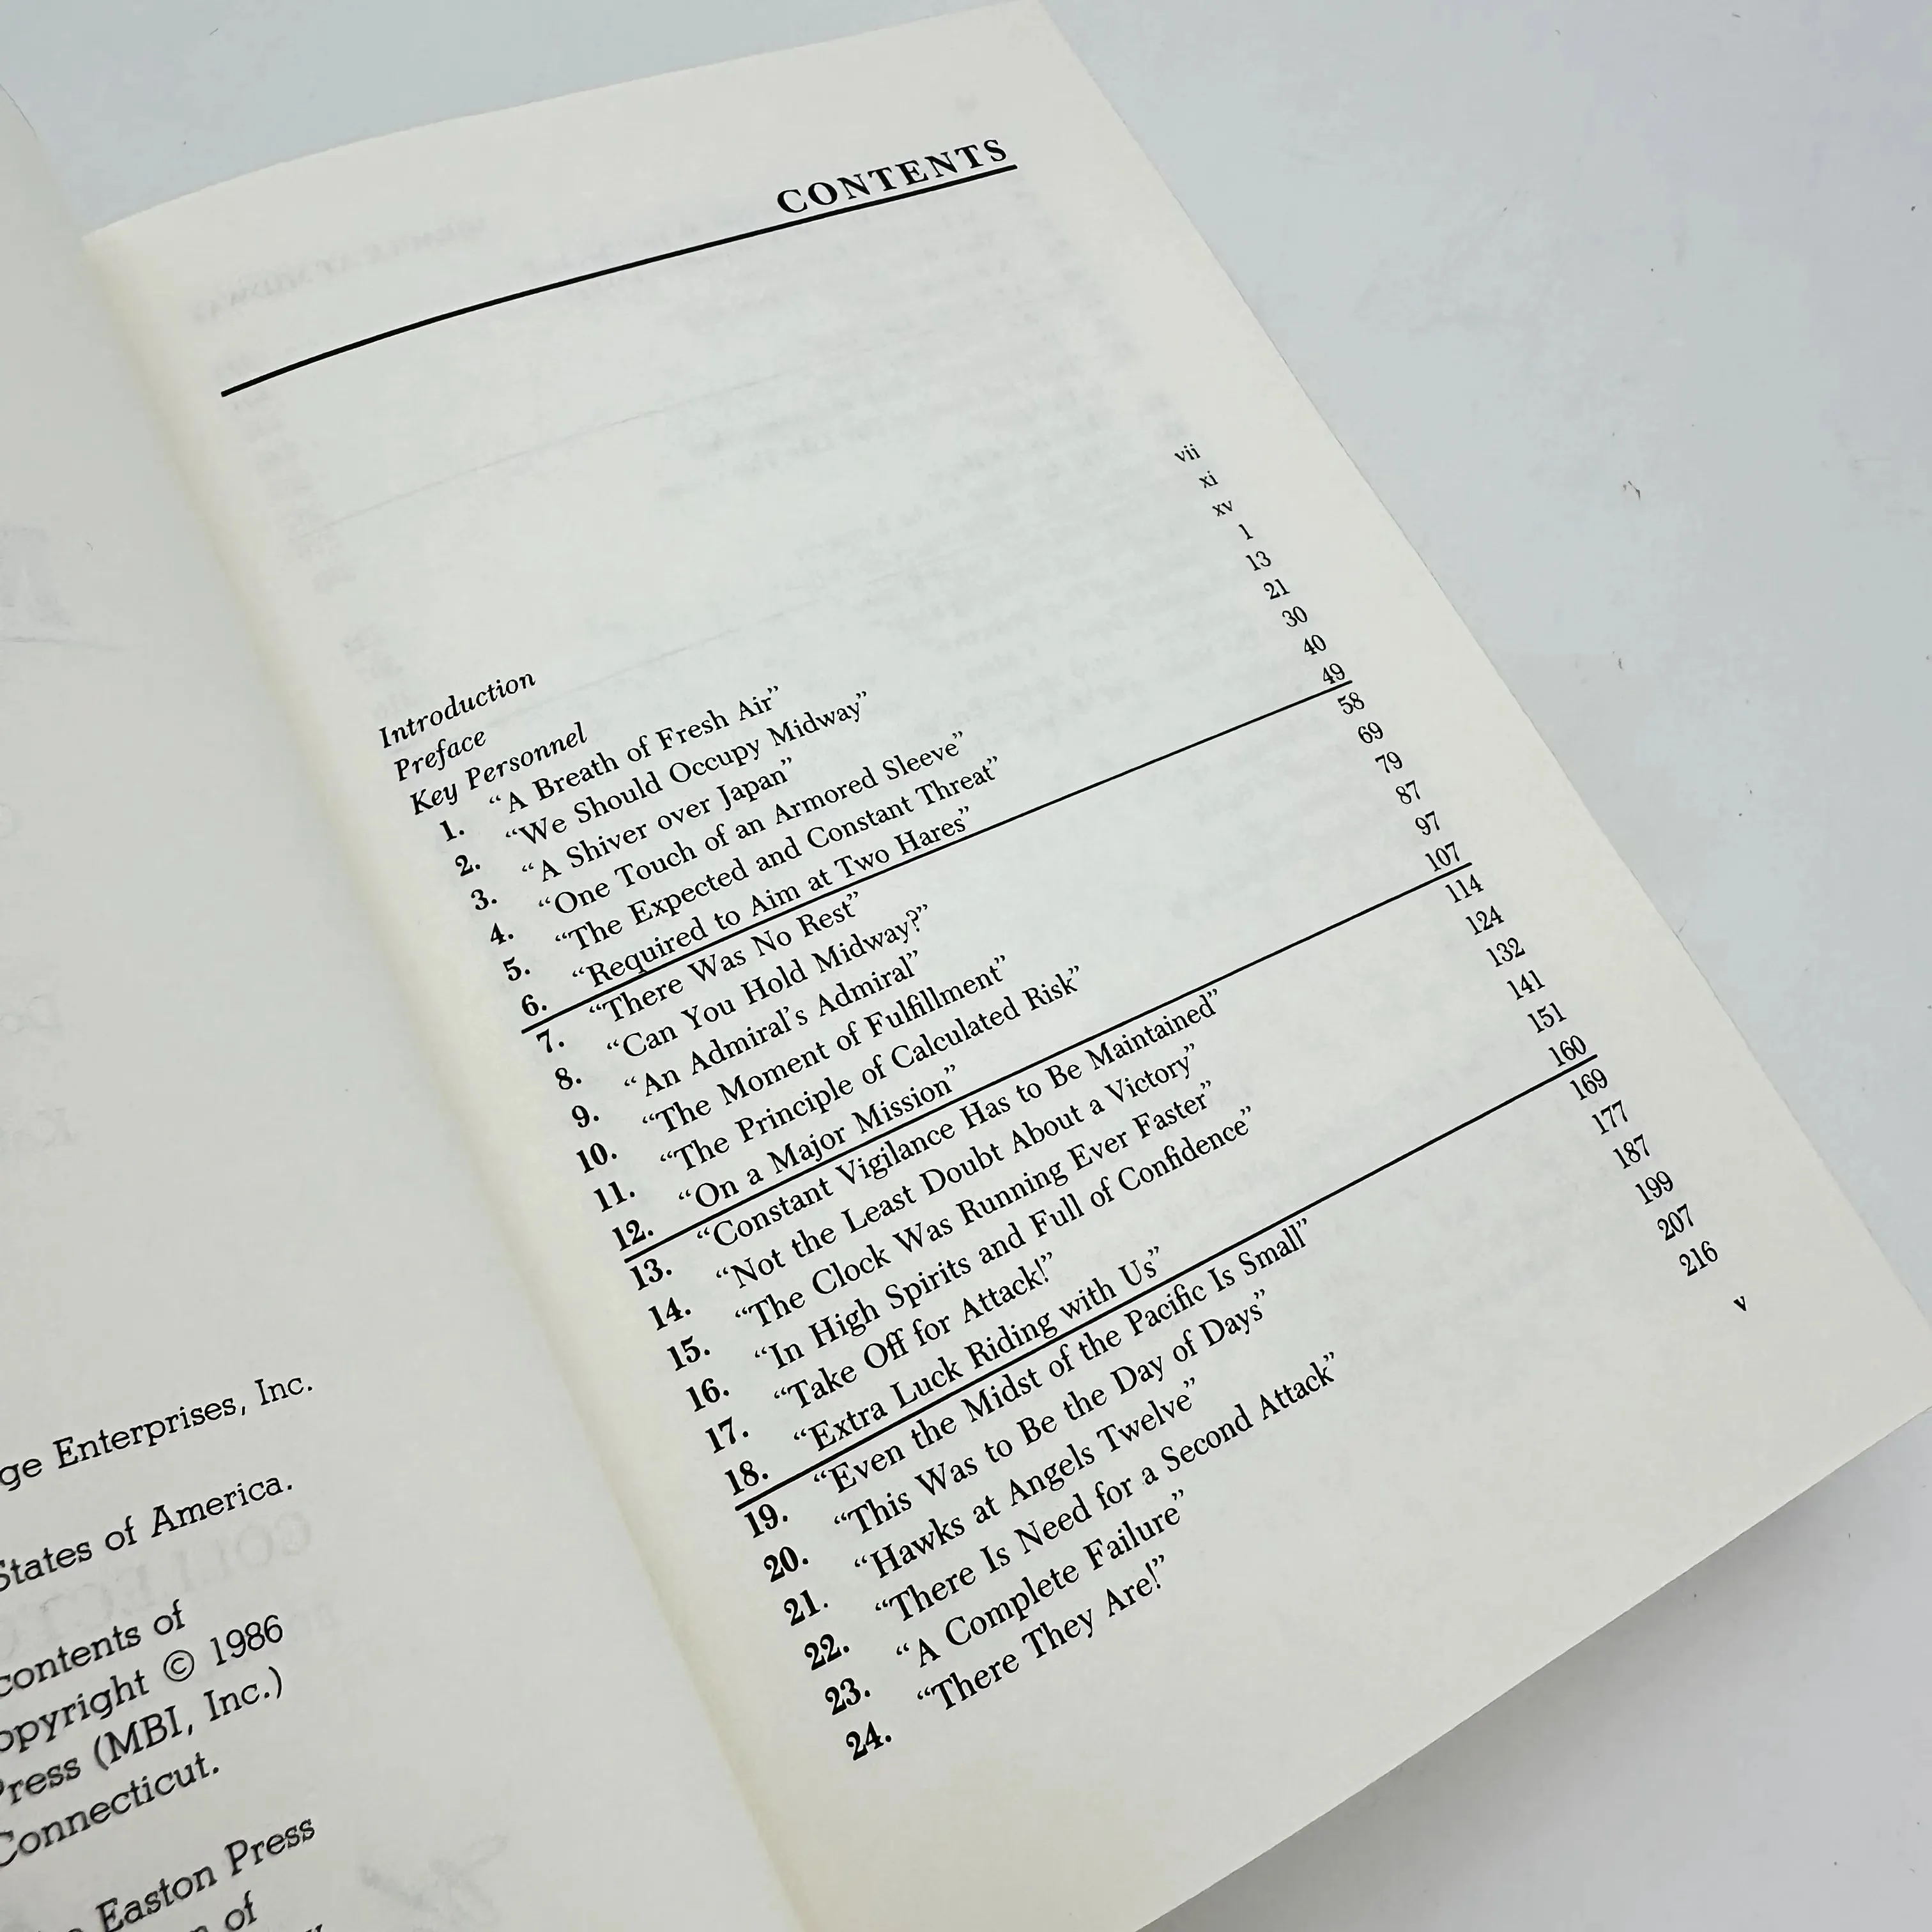 ge Enterprises, Inc.
States of America.
contents of
opyright © 1986
Press (MBI, Inc.)
Connecticut.
Easton Press
of
CONTENTS
Introduction vii
Preface xi
Key Personnel xv
1. “A Breath of Fresh Air” 1
2. “We Should Occupy Midway” 13
3. “A Shiver over Japan” 21
4. “One Touch of an Armored Sleeve” 30
5. “The Expected and Constant Threat” 40
6. “Required to Aim at Two Hares” 49
7. “There Was No Rest” 58
8. “Can You Hold Midway?” 69
9. “An Admiral's Admiral” 79
10. “The Moment of Fulfillment” 87
11. “The Principle of Calculated Risk” 97
12. “On a Major Mission” 107
13. “Constant Vigilance Has to Be Maintained” 114
14. “Not the Least Doubt About a Victory” 124
15. “The Clock Was Running Ever Faster” 132
16. “In High Spirits and Full of Confidence” 141
17. “Take Off for Attack!” 151
18. “Extra Luck Riding with Us” 160
19. “Even the Midst of the Pacific Is Small” 169
20. “This Was to Be the Day of Days” 177
21. “Hawks at Angels Twelve” 187
22. “There Is Need for a Second Attack” 199
23. “A Complete Failure” 207
24. “There They Are!” 216
v